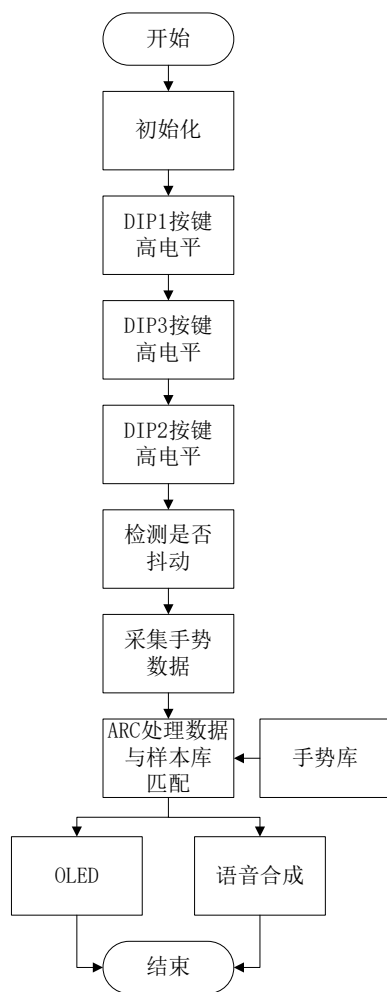 开始
初始化
DIP1按键
高电平
DIP3按键
高电平
DIP2按键
高电平
检测是否
抖动
采集手势
数据
ARC处理数据
与样本库
匹配
手势库
OLED
语音合成
结束